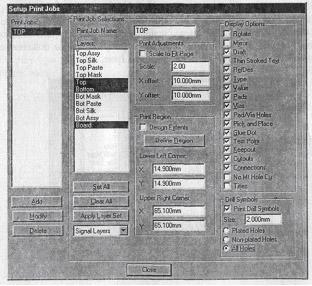 Setup Print Jobs
Print Jobs:
TOP
Add
Modify
Delete
Print Job Selections
Print Job Name:
TOP
Layers:
Top Assy
Top Silk
Top Paste
Top Mask
Top
Bottom
Bot Mask
Bot Paste
Bot Silk
Bot Assy
Board
Set All
Clear All
Apply Layer Set
Signal Layers
Print Adjustments
Scale to Fit Page
Scale:
2.00
X offset:
10.000mm
Y offset:
10.000mm
Print Region
Design Extents
Define Region
Lower Left Corner:
X:
14.900mm
Y:
14.900mm
Upper Right Corner:
X:
65.100mm
Y:
65.100mm
Display Options
Rotate
Mirror
Draft
Thin Stroked Text
RefDes
Type
Value
Pads
Vias
Pad/Via Holes
Pick and Place
Glue Dot
Test Point
Keepout
Cutouts
Connections
No Mt Hole Cu
Titles
Drill Symbols
Print Drill Symbols
Size:
2.000mm
Plated Holes
Non-plated Holes
All Holes
Close